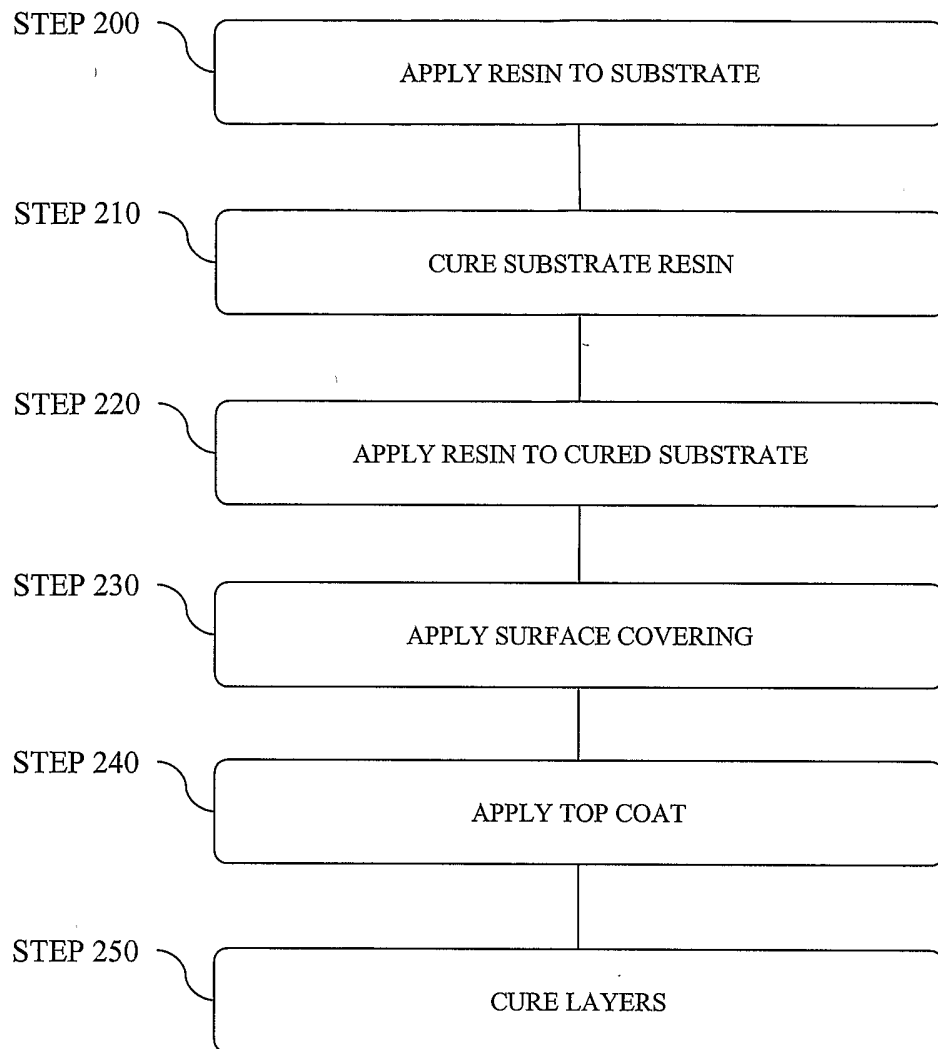 STEP 200
APPLY RESIN TO SUBSTRATE
STEP 210
CURE SUBSTRATE RESIN
STEP 220
APPLY RESIN TO CURED SUBSTRATE
STEP 230
APPLY SURFACE COVERING
STEP 240
APPLY TOP COAT
STEP 250
CURE LAYERS